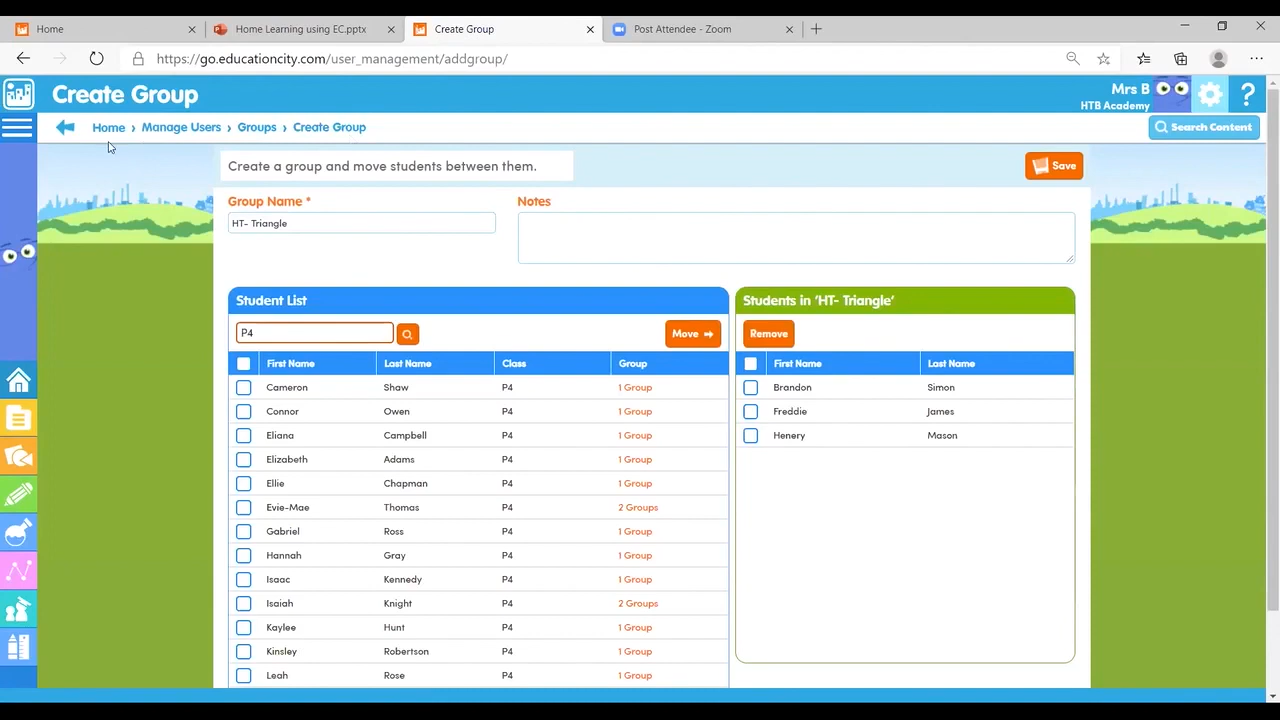 Home
Home Learning using EC.pptx
Create Group
Post Attendee - Zoom
https://go.educationcity.com/user_management/addgroup/
Create Group
Mrs B
HTB Academy
?
Home › Manage Users › Groups › Create Group
Search Content
Create a group and move students between them.
Save
Group Name *
Notes
HT- Triangle
Student List
Students in 'HT- Triangle'
P4
Move
Remove
First Name Last Name Class Group
First Name Last Name
Cameron Shaw P4 1 Group
Brandon Simon
Connor Owen P4 1 Group
Freddie James
Eliana Campbell P4 1 Group
Henery Mason
Elizabeth Adams P4 1 Group
Ellie Chapman P4 1 Group
Evie-Mae Thomas P4 2 Groups
Gabriel Ross P4 1 Group
Hannah Gray P4 1 Group
Isaac Kennedy P4 1 Group
Isaiah Knight P4 2 Groups
Kaylee Hunt P4 1 Group
Kinsley Robertson P4 1 Group
Leah Rose P4 1 Group